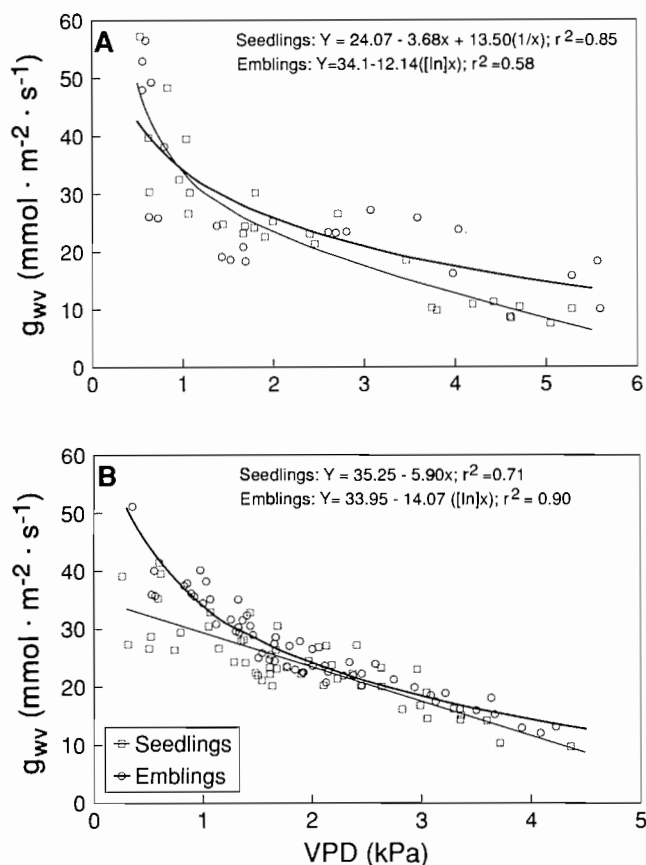 A
Seedlings: Y = 24.07 - 3.68x + 13.50(1/x); r²=0.85
Emblings: Y=34.1-12.14([ln]x); r²=0.58
60
50
40
30
20
10
0
g_wv (mmol · m⁻² · s⁻¹)
0 1 2 3 4 5 6
B
Seedlings: Y = 35.25 - 5.90x; r²=0.71
Emblings: Y= 33.95 - 14.07 ([ln]x); r² = 0.90
60
50
40
30
20
10
0
g_wv (mmol · m⁻² · s⁻¹)
Seedlings
Emblings
0 1 2 3 4 5
VPD (kPa)